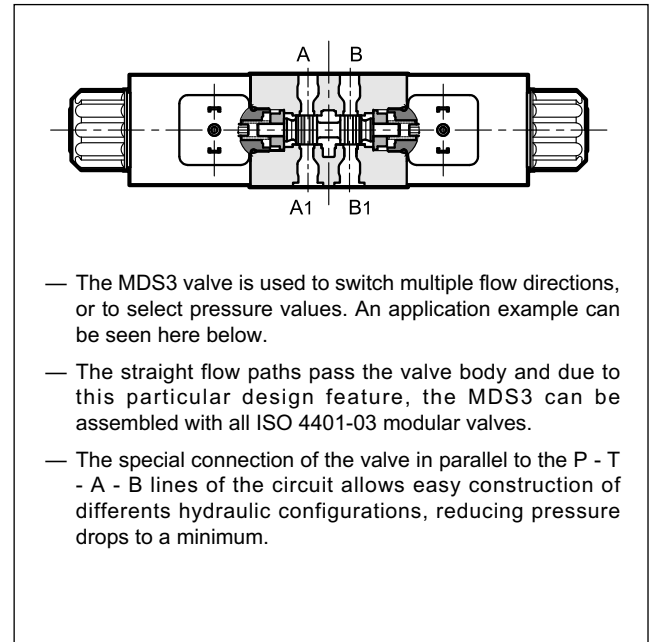 A B
A1 B1
— The MDS3 valve is used to switch multiple flow directions,
or to select pressure values. An application example can
be seen here below.
— The straight flow paths pass the valve body and due to
this particular design feature, the MDS3 can be
assembled with all ISO 4401-03 modular valves.
— The special connection of the valve in parallel to the P - T
- A - B lines of the circuit allows easy construction of
differents hydraulic configurations, reducing pressure
drops to a minimum.